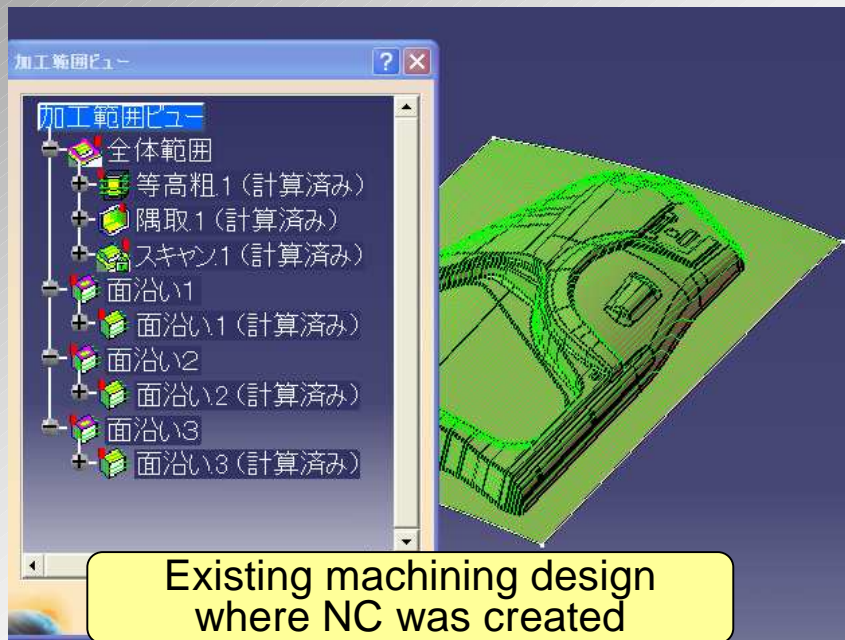 加工範囲ビュー
加工範囲ビュー
全体範囲
等高粗.1(計算済み)
隅取.1(計算済み)
スキャン.1(計算済み)
面沿い1
面沿い.1(計算済み)
面沿い2
面沿い.2(計算済み)
面沿い3
面沿い.3(計算済み)
Existing machining design
where NC was created